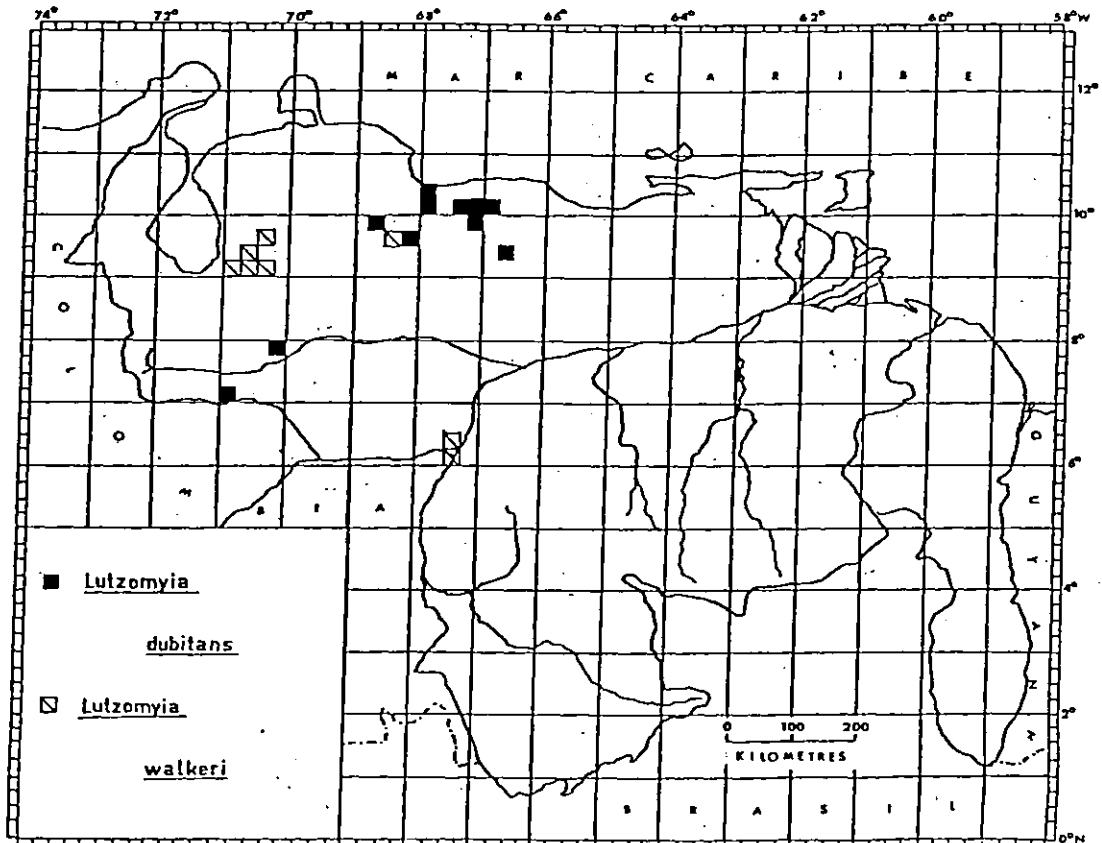 74° 72° 70° 68° 66° 64° 62° 60° 58°W
M A R C A R I B E
12°
10°
8°
6°
4°
2°
0°N
C O L O M B I A
G U Y A N A
Lutzomyia
dubitans
Lutzomyia
walkeri
0 100 200
KILOMETRES
B R A S I L